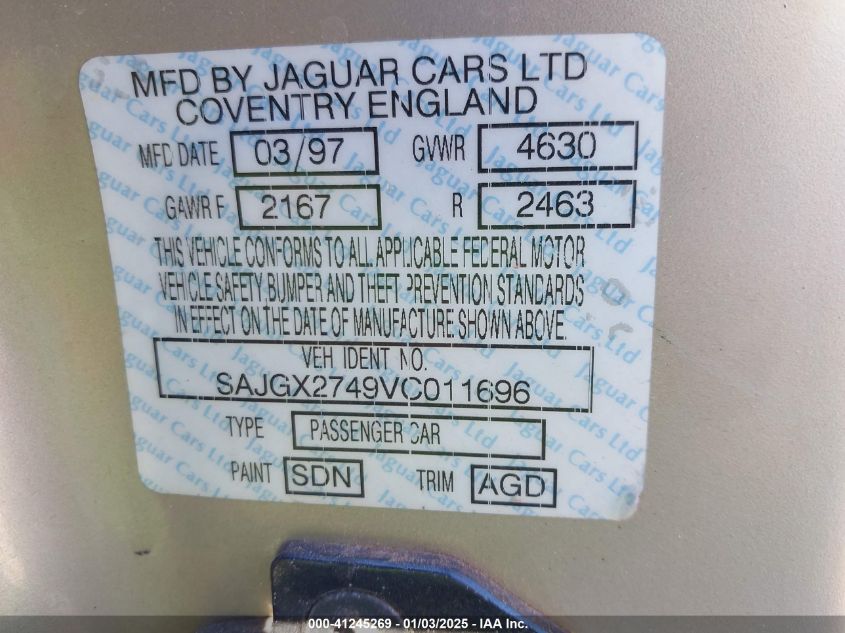 MFD BY JAGUAR CARS LTD
COVENTRY ENGLAND
MFD DATE 03/97 GVWR 4630
GAWR F 2167 R 2463
THIS VEHICLE CONFORMS TO ALL APPLICABLE FEDERAL MOTOR
VEHICLE SAFETY, BUMPER AND THEFT PREVENTION STANDARDS
IN EFFECT ON THE DATE OF MANUFACTURE SHOWN ABOVE.
VEH IDENT NO.
SAJGX2749VC011696
TYPE PASSENGER CAR
PAINT SDN TRIM AGD
000-41245269 - 01/03/2025 - IAA Inc.